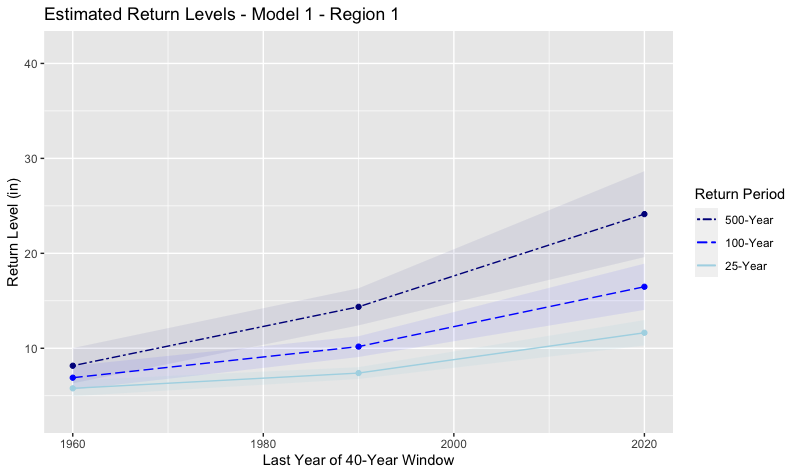 Estimated Return Levels - Model 1 - Region 1
Return Level (in)
40
30
20
10
1960
1980
2000
2020
Last Year of 40-Year Window
Return Period
500-Year
100-Year
25-Year